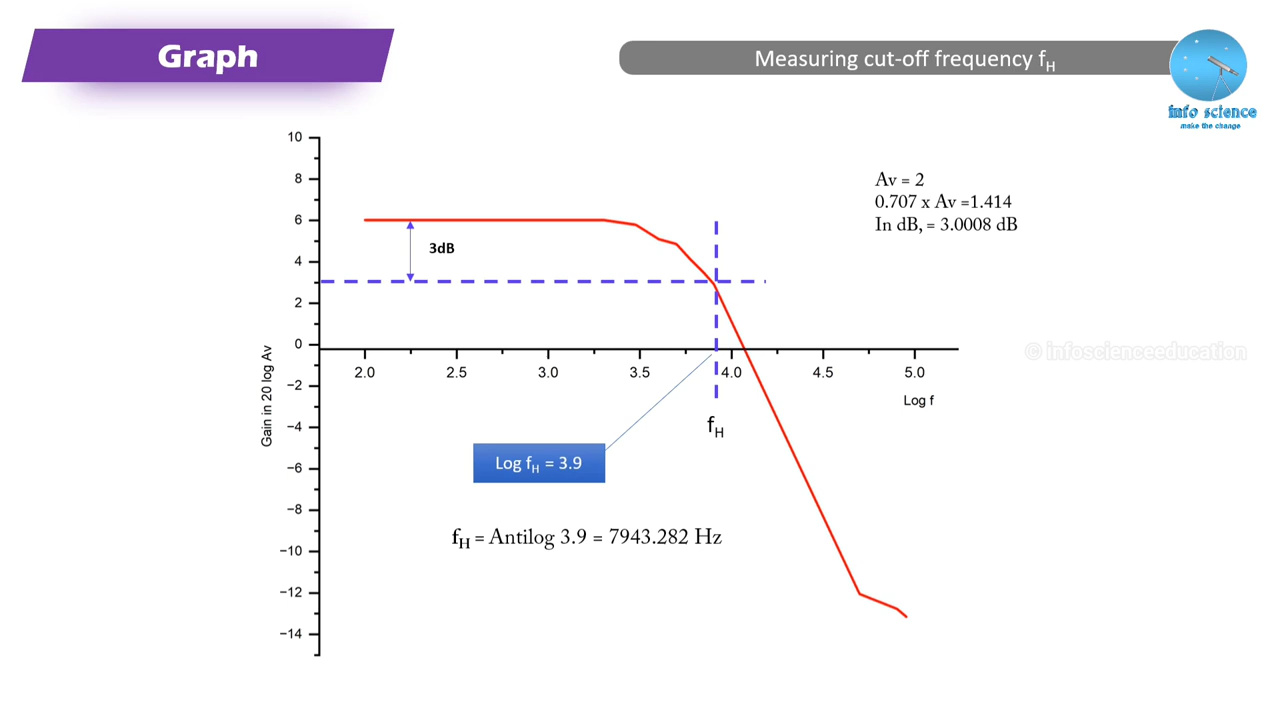 Graph
Measuring cut-off frequency fH
info science
make the change
10
8
6
4
2
0
−2
−4
−6
−8
−10
−12
−14
Gain in 20 log Av
3dB
Av = 2
0.707 x Av =1.414
In dB, = 3.0008 dB
© infoscienceeducation
2.0 2.5 3.0 3.5 4.0 4.5 5.0
Log f
fH
Log fH = 3.9
fH = Antilog 3.9 = 7943.282 Hz